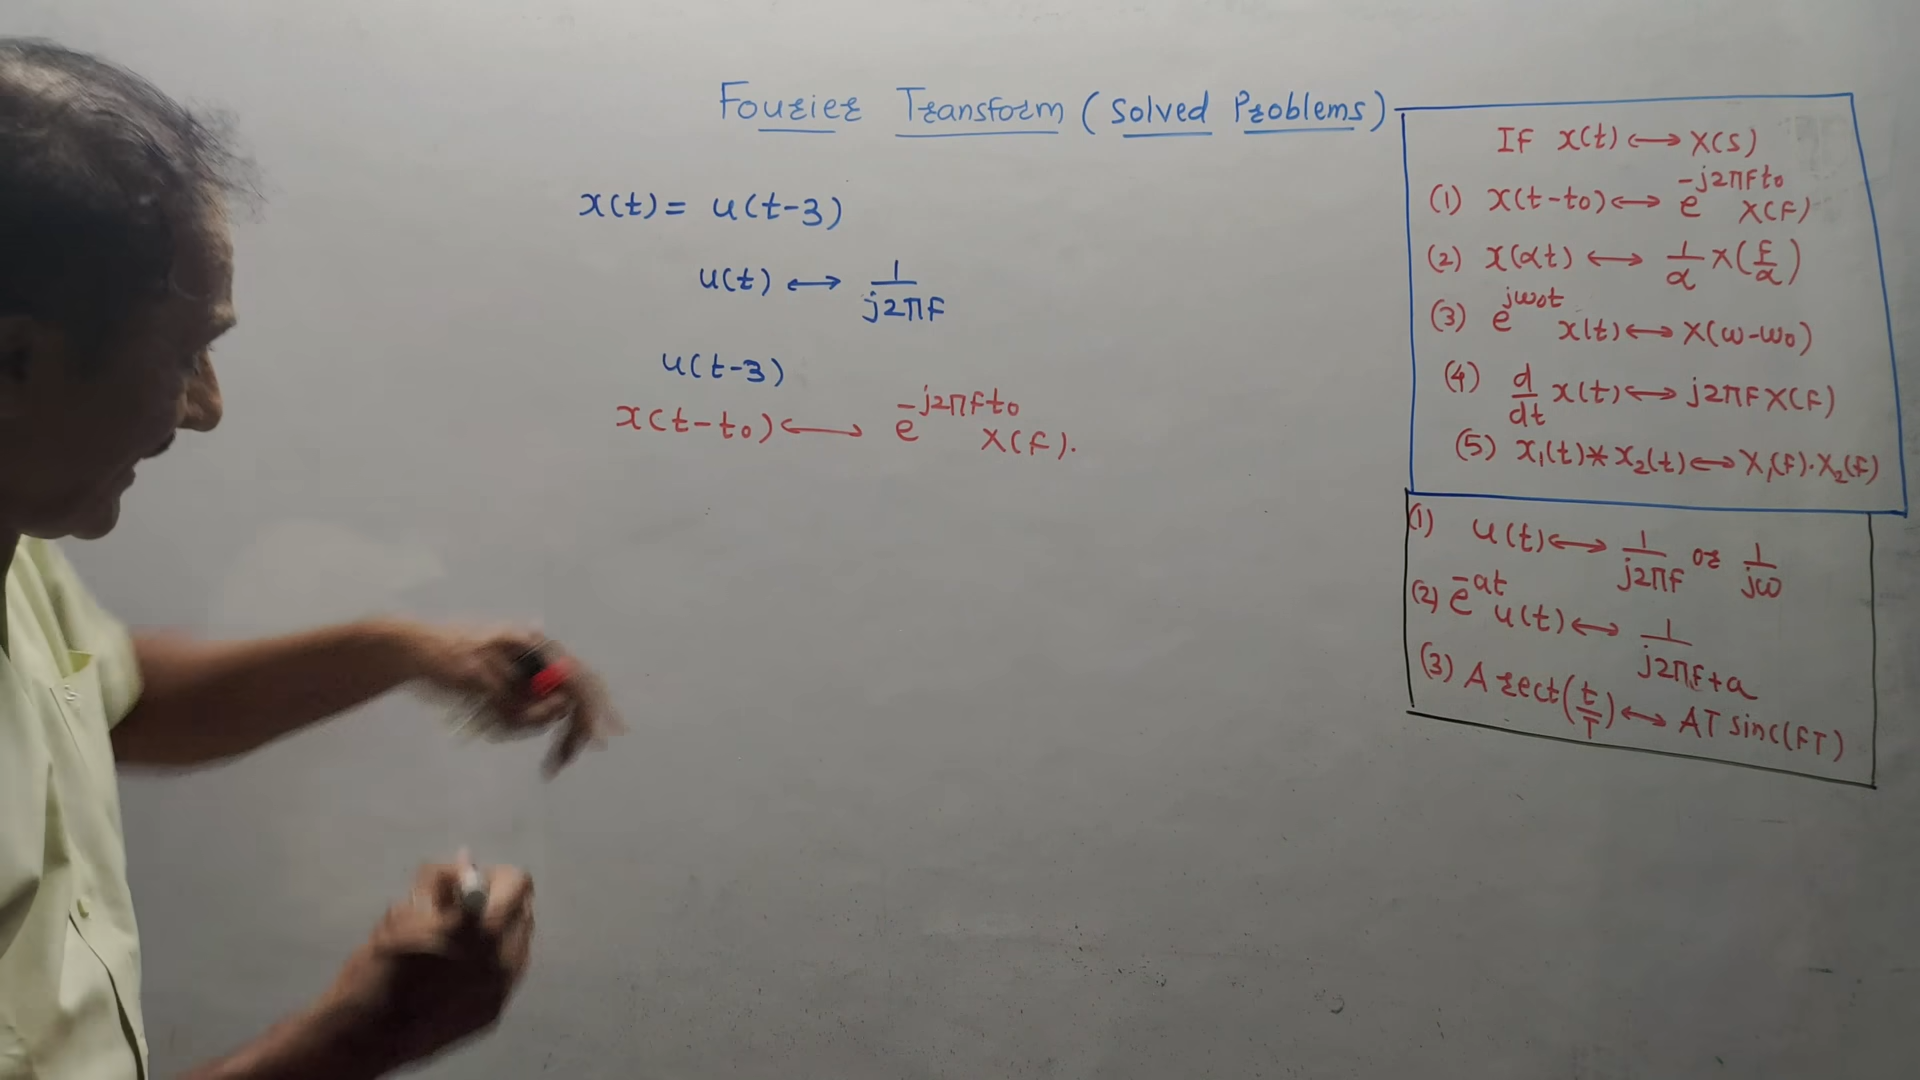 Fourier Transform (Solved Problems)
x(t) = u(t-3)
u(t) ⟷ 1/j2πf
u(t-3)
x(t-t₀) ⟷ e^(-j2πft₀) X(f).
IF x(t) ⟷ X(s)
(1) x(t-t₀) ⟷ e^(-j2πft₀) X(f)
(2) x(αt) ⟷ 1/α X(f/α)
(3) e^(jω₀t) x(t) ⟷ X(ω-ω₀)
(4) d/dt x(t) ⟷ j2πf X(f)
(5) x₁(t)*x₂(t) ⟷ X₁(f).X₂(f)
(1) u(t) ⟷ 1/j2πf or 1/jω
(2) e^(-at) u(t) ⟷ 1/(j2πf+a)
(3) A rect(t/T) ⟷ AT sinc(fT)